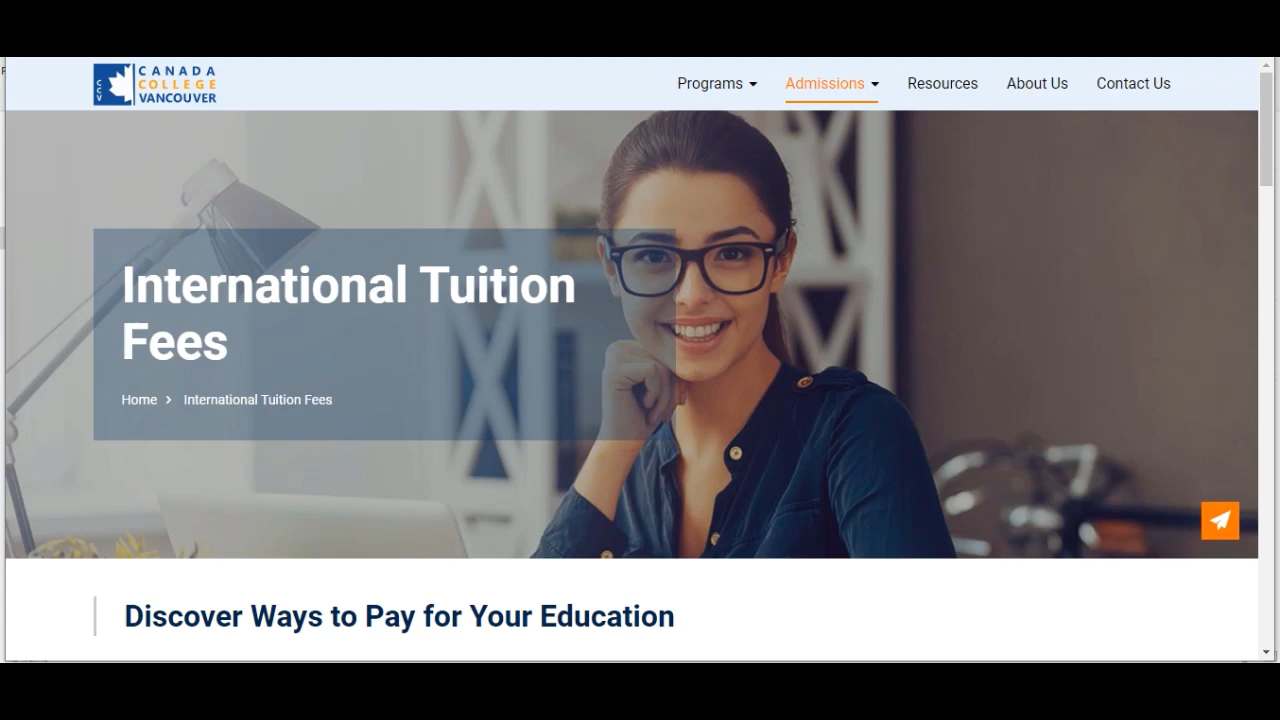 CANADA
COLLEGE
VANCOUVER
CCV
Programs
Admissions
Resources
About Us
Contact Us
International Tuition
Fees
Home > International Tuition Fees
Discover Ways to Pay for Your Education